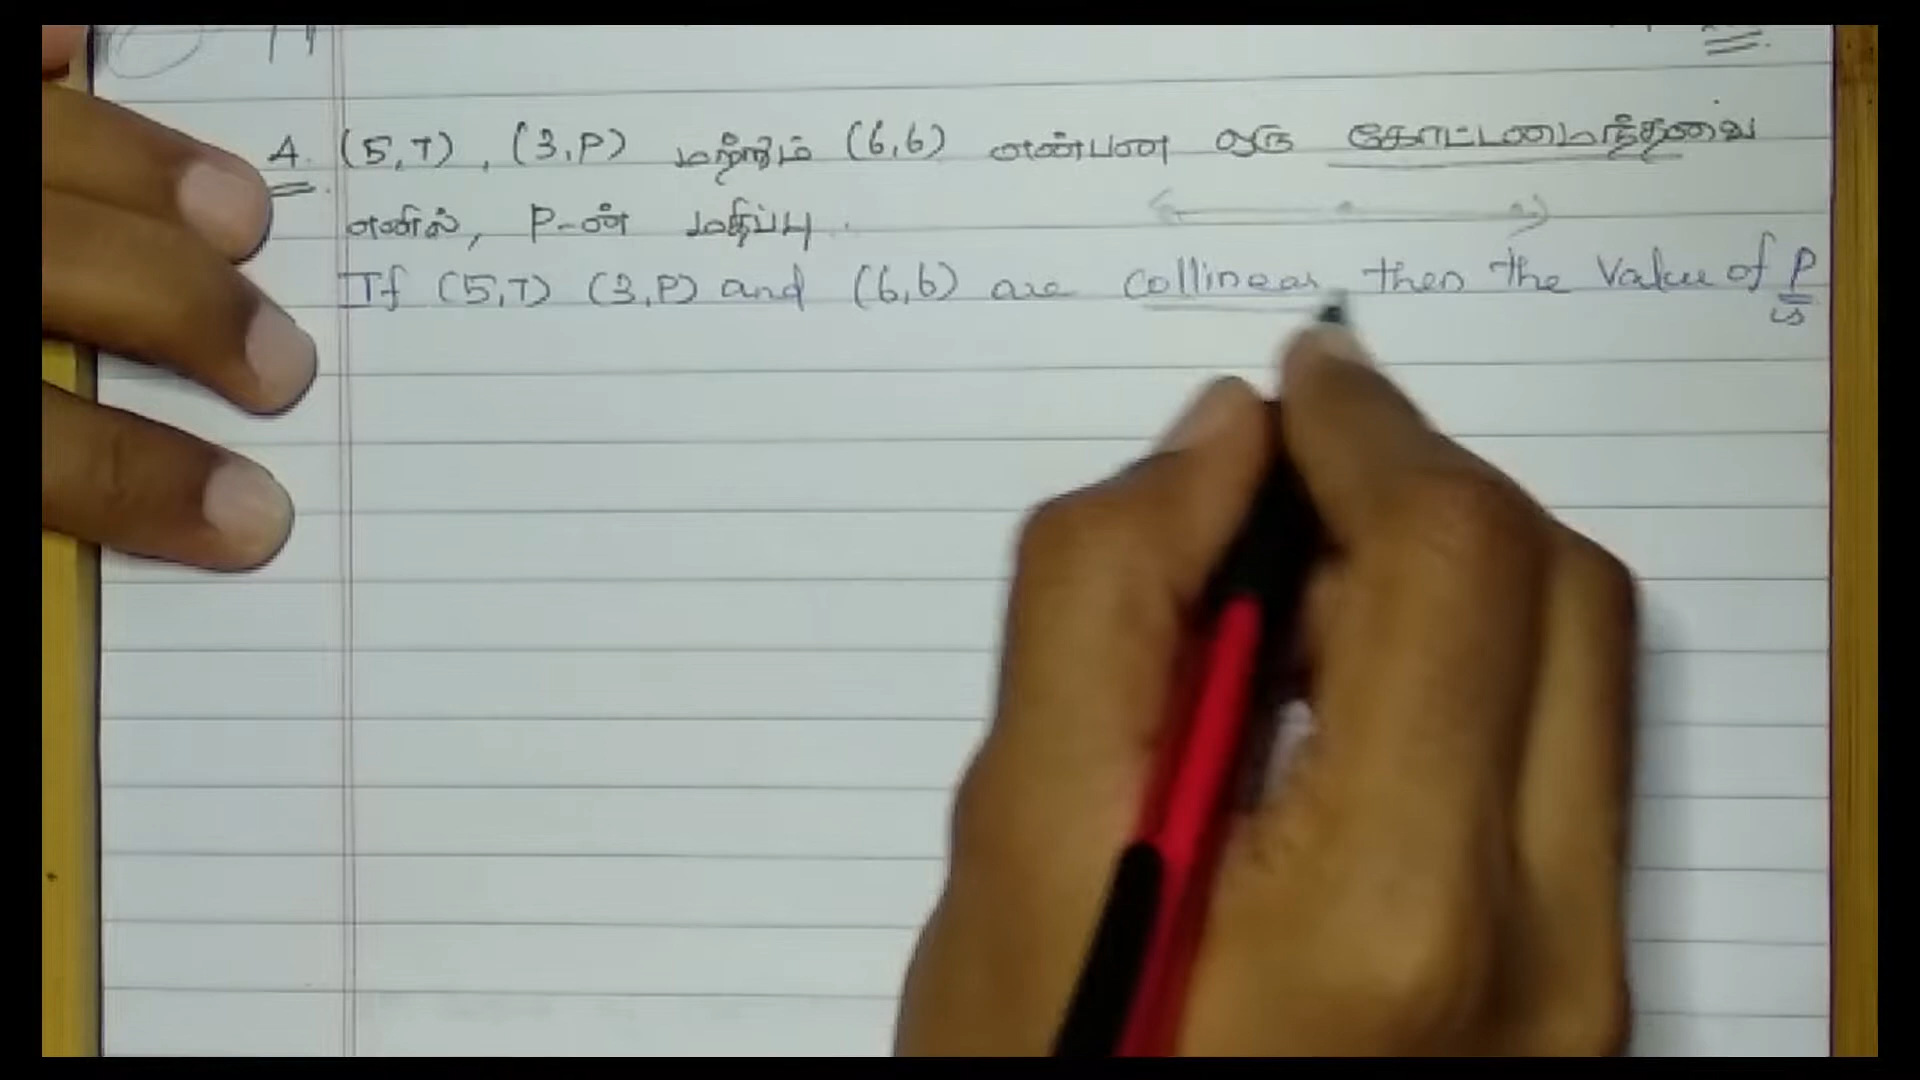 4. (5,7), (3,P) மற்றும் (6,6) என்பன ஒரு கோட்டமைந்தவை
எனில், P-ன் மதிப்பு.
If (5,7) (3,P) and (6,6) are collinear then the value of P
is